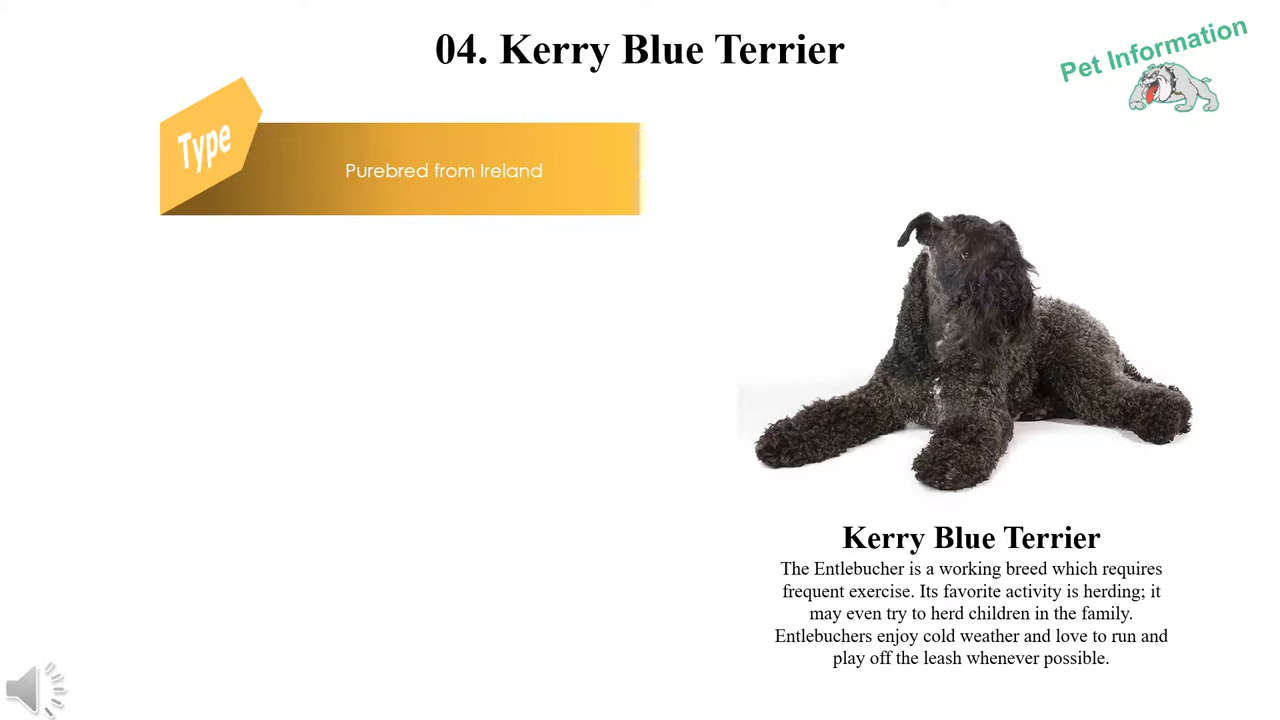 04. Kerry Blue Terrier
Pet Information
Type
Purebred from Ireland
Kerry Blue Terrier
The Entlebucher is a working breed which requires
frequent exercise. Its favorite activity is herding; it
may even try to herd children in the family.
Entlebuchers enjoy cold weather and love to run and
play off the leash whenever possible.